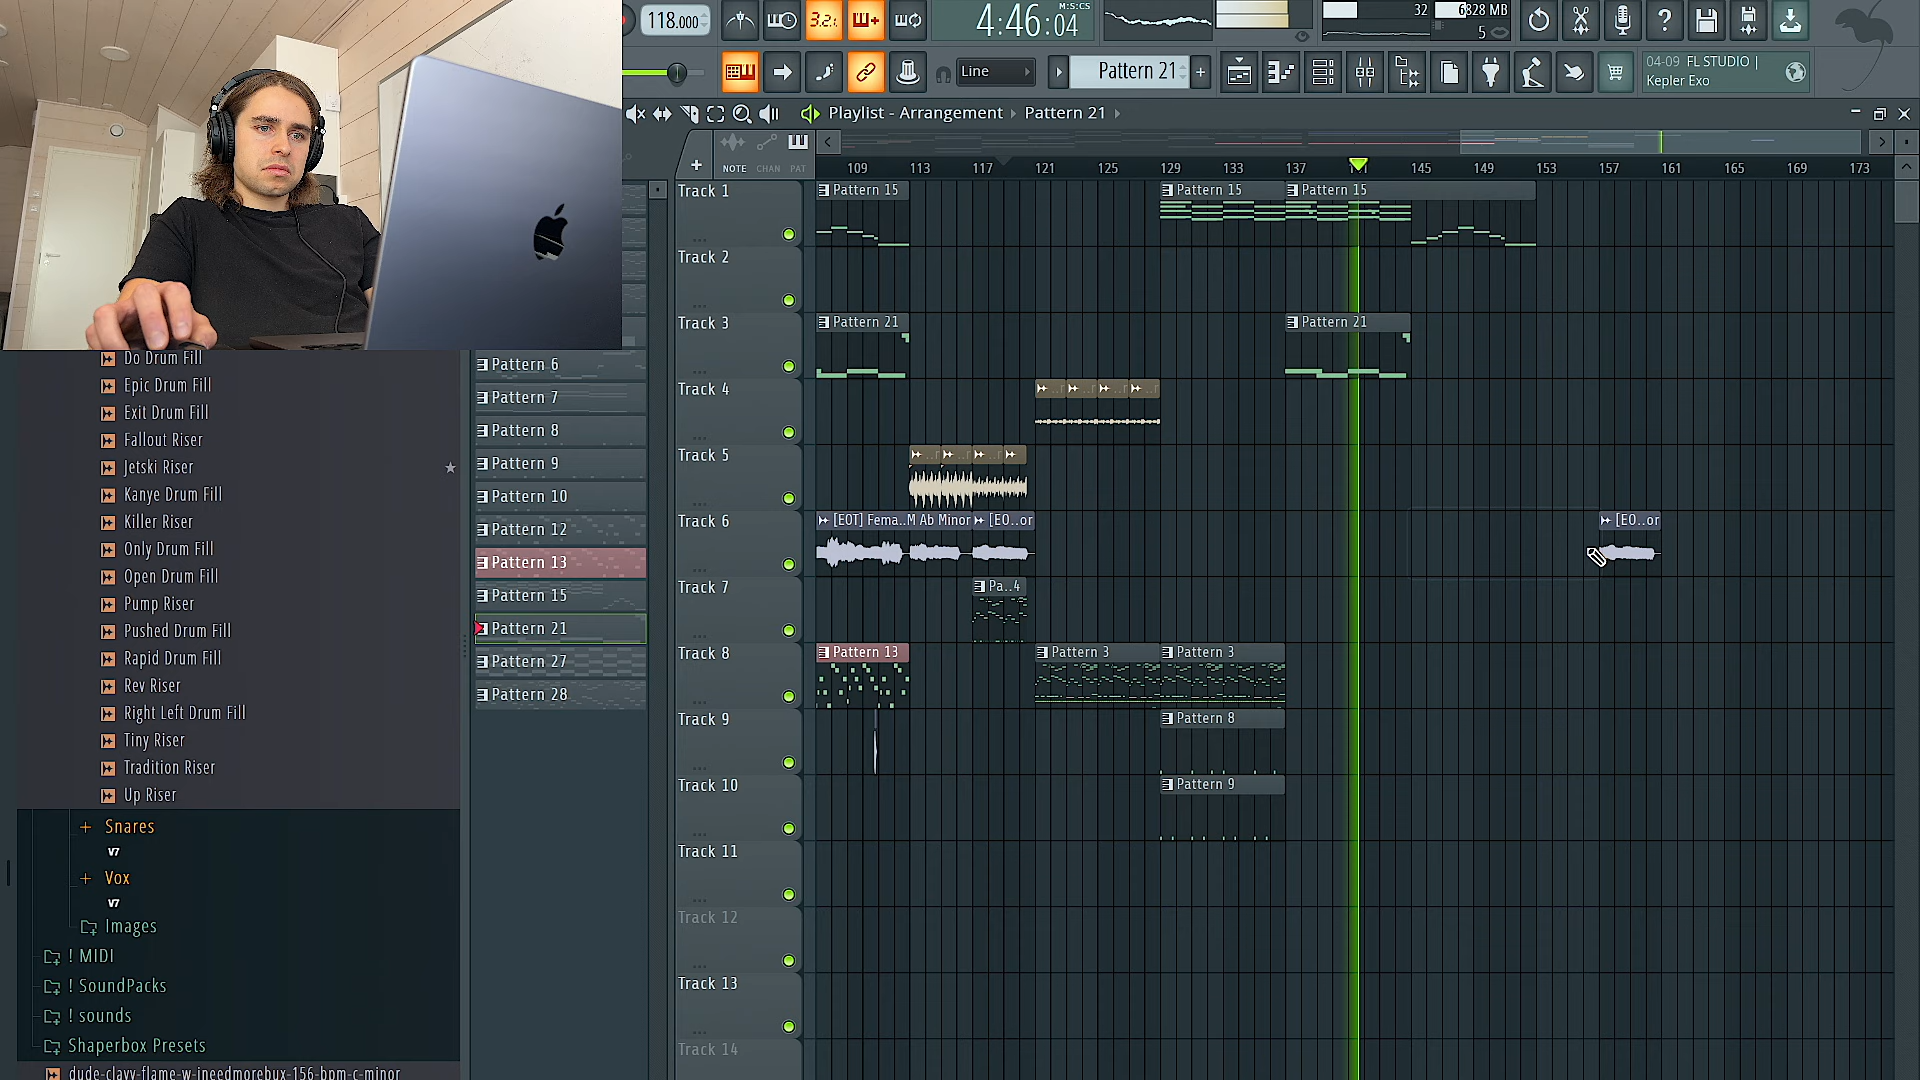 118.000
3.2.
4:46:04
M:S:CS
32
6828 MB
5
Line
Pattern 21
04-09 FL STUDIO |
Kepler Exo
Playlist - Arrangement
Pattern 21
NOTE
CHAN
PAT
109
113
117
121
125
129
133
137
145
149
153
157
161
165
169
173
Track 1
Pattern 15
Pattern 15
Pattern 15
Track 2
Track 3
Pattern 21
Pattern 21
Track 4
Track 5
Track 6
[EOT] Fema..M Ab Minor
[EO..or
[EO..or
Track 7
Pa..4
Track 8
Pattern 13
Pattern 3
Pattern 3
Track 9
Pattern 8
Track 10
Pattern 9
Track 11
Track 12
Track 13
Track 14
Pattern 6
Pattern 7
Pattern 8
Pattern 9
Pattern 10
Pattern 12
Pattern 13
Pattern 15
Pattern 21
Pattern 27
Pattern 28
Do Drum Fill
Epic Drum Fill
Exit Drum Fill
Fallout Riser
Jetski Riser
Kanye Drum Fill
Killer Riser
Only Drum Fill
Open Drum Fill
Pump Riser
Pushed Drum Fill
Rapid Drum Fill
Rev Riser
Right Left Drum Fill
Tiny Riser
Tradition Riser
Up Riser
Snares
V7
Vox
V7
Images
! MIDI
! SoundPacks
! sounds
Shaperbox Presets
dude-clavy-flame-w-ineedmorebux-156-bpm-c-minor